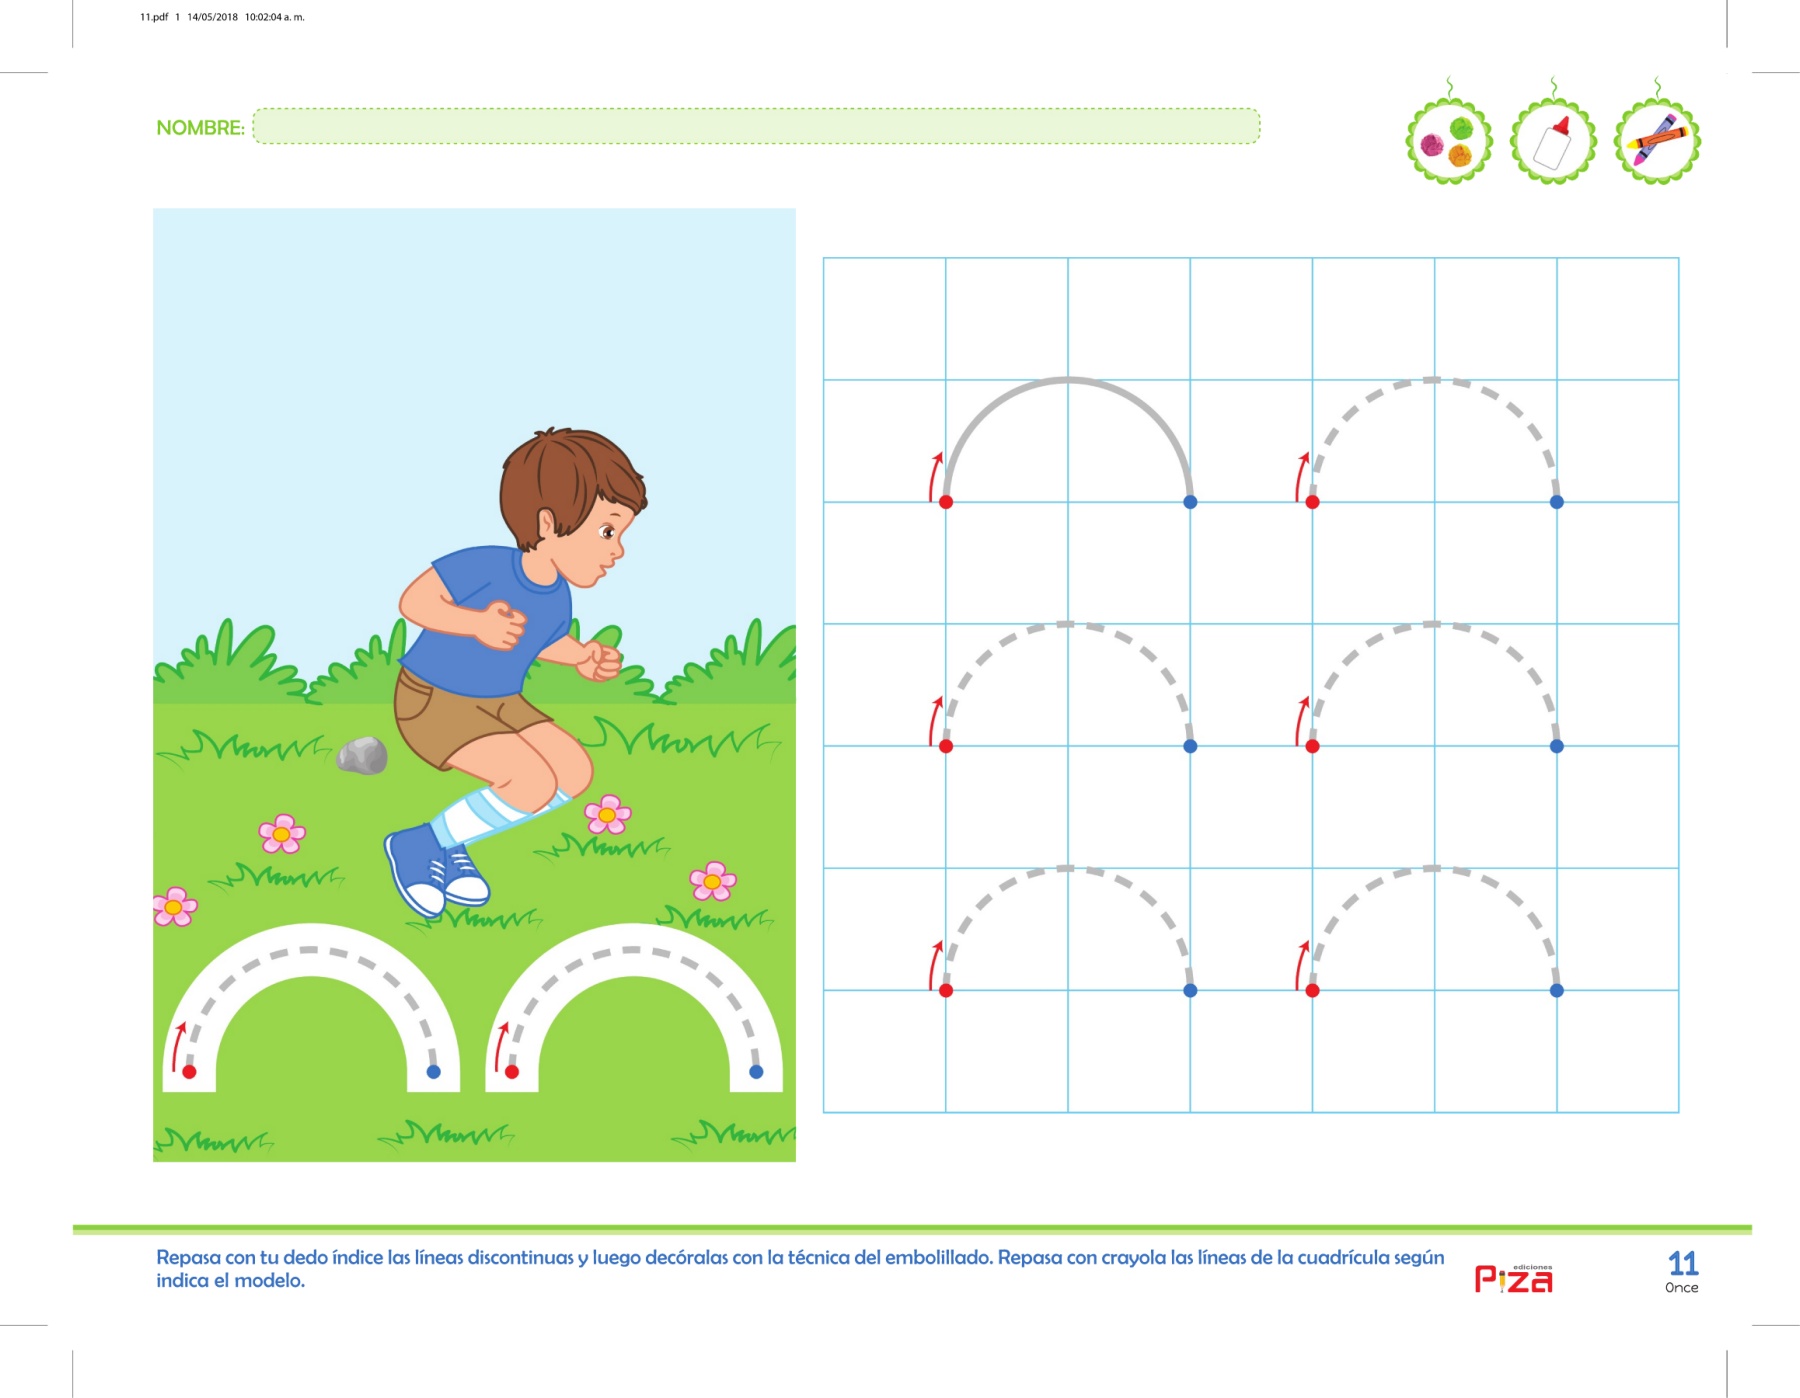 11.pdf 1 14/05/2018 10:02:04 a. m.
NOMBRE:
Repasa con tu dedo índice las líneas discontinuas y luego decóralas con la técnica del embolillado. Repasa con crayola las líneas de la cuadrícula según
indica el modelo.
ediciones
Piza
11
Once